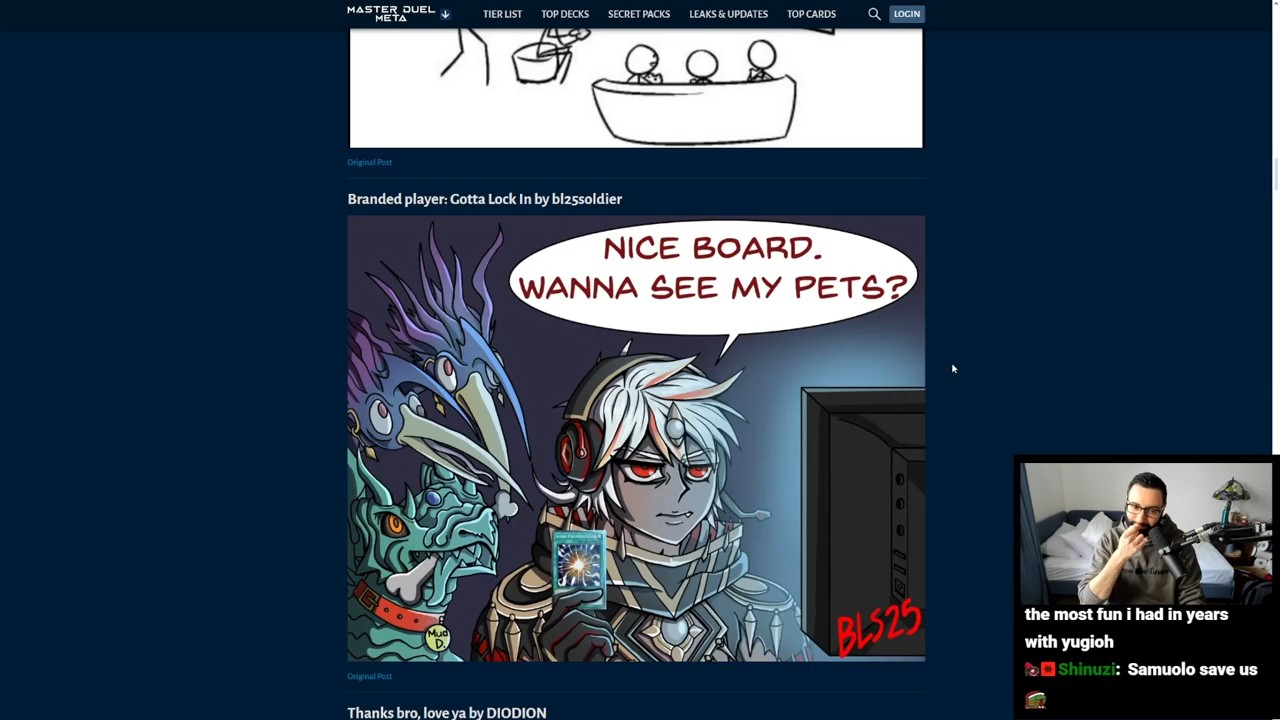 MASTER DUEL
META
TIER LIST
TOP DECKS
SECRET PACKS
LEAKS & UPDATES
TOP CARDS
LOGIN
Original Post
Branded player: Gotta Lock In by bl25soldier
NICE BOARD.
WANNA SEE MY PETS?
Mud
D.
BLS25
Original Post
Thanks bro, love ya by DIODION
the most fun i had in years
with yugioh
Shinuzi: Samuolo save us